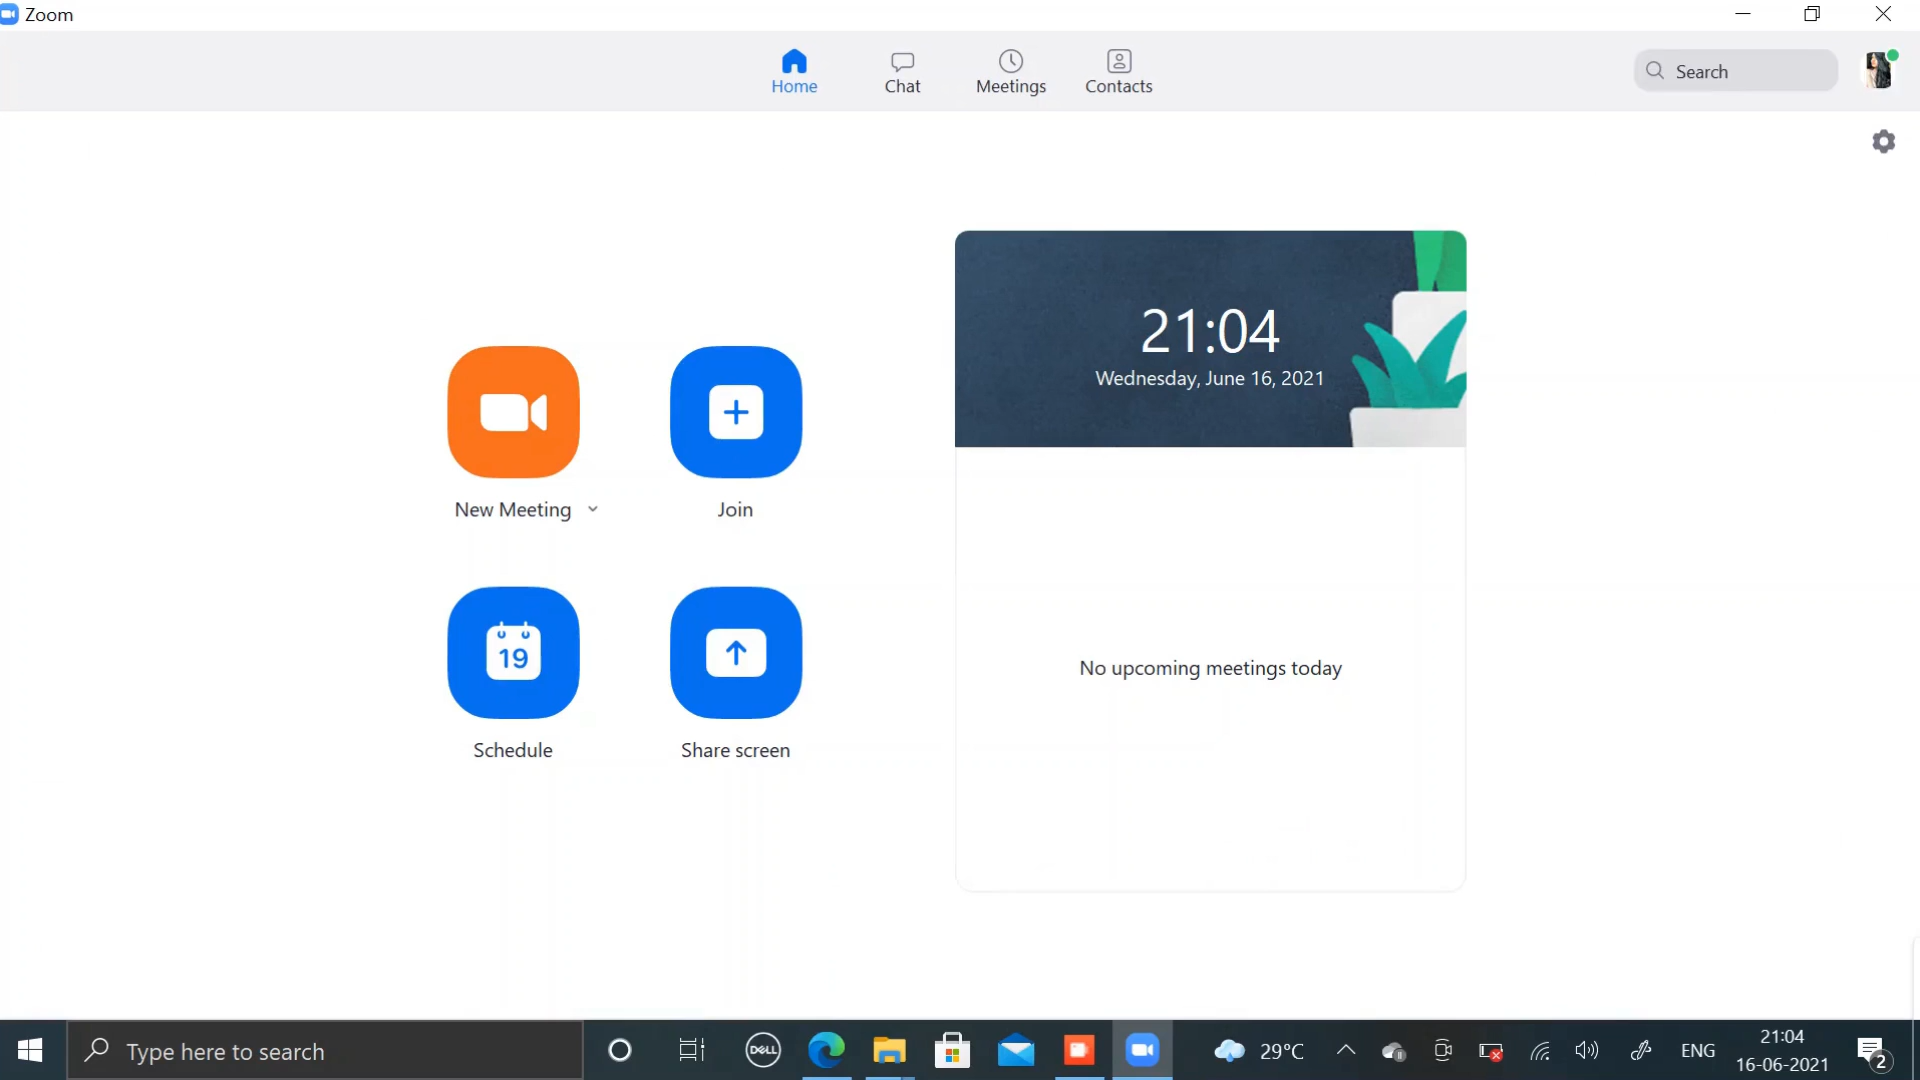 Zoom
Home
Chat
Meetings
Contacts
Search
21:04
Wednesday, June 16, 2021
New Meeting
Join
19
Schedule
Share screen
No upcoming meetings today
Type here to search
DELL
29°C
ENG
21:04
16-06-2021
2